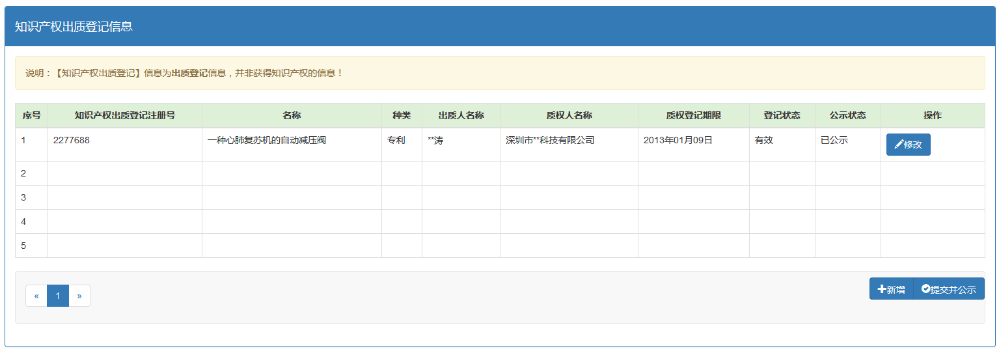 知识产权出质登记信息
说明：【知识产权出质登记】信息为出质登记信息，并非获得知识产权的信息！
序号 知识产权出质登记注册号 名称 种类 出质人名称 质权人名称 质权登记期限 登记状态 公示状态 操作
1 2277688 一种心肺复苏机的自动减压阀 专利 **涛 深圳市**科技有限公司 2013年01月09日 有效 已公示 修改
2
3
4
5
« 1 » 新增 提交并公示